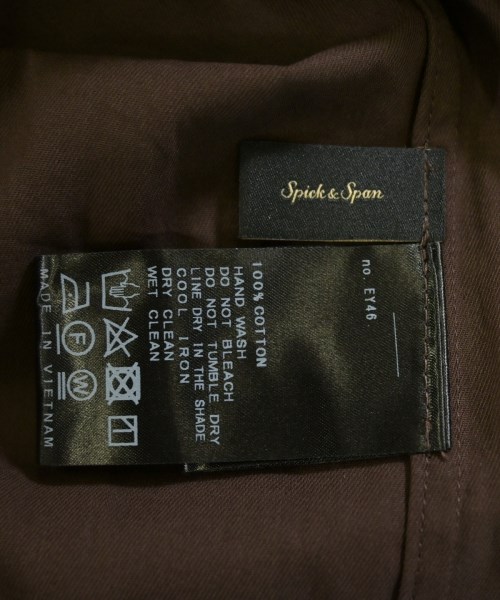 Spick & Span
no. EY46
100% COTTON
HAND WASH
DO NOT BLEACH
DO NOT TUMBLE DRY
LINE DRY IN THE SHADE
COOL IRON
DRY CLEAN
WET CLEAN
F
W
MADE IN VIETNAM